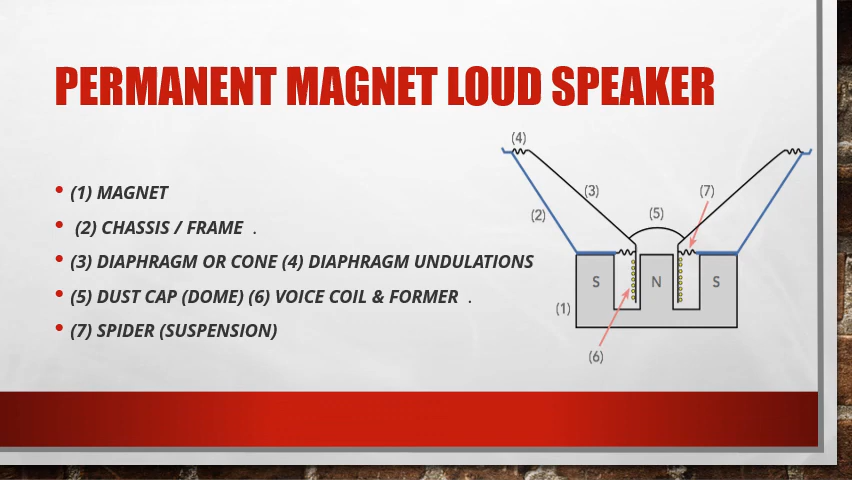 PERMANENT MAGNET LOUD SPEAKER
• (1) MAGNET
• (2) CHASSIS / FRAME .
• (3) DIAPHRAGM OR CONE (4) DIAPHRAGM UNDULATIONS
• (5) DUST CAP (DOME) (6) VOICE COIL & FORMER .
• (7) SPIDER (SUSPENSION)
(4)
(3)
(7)
(2)
(5)
S
N
S
(1)
(6)